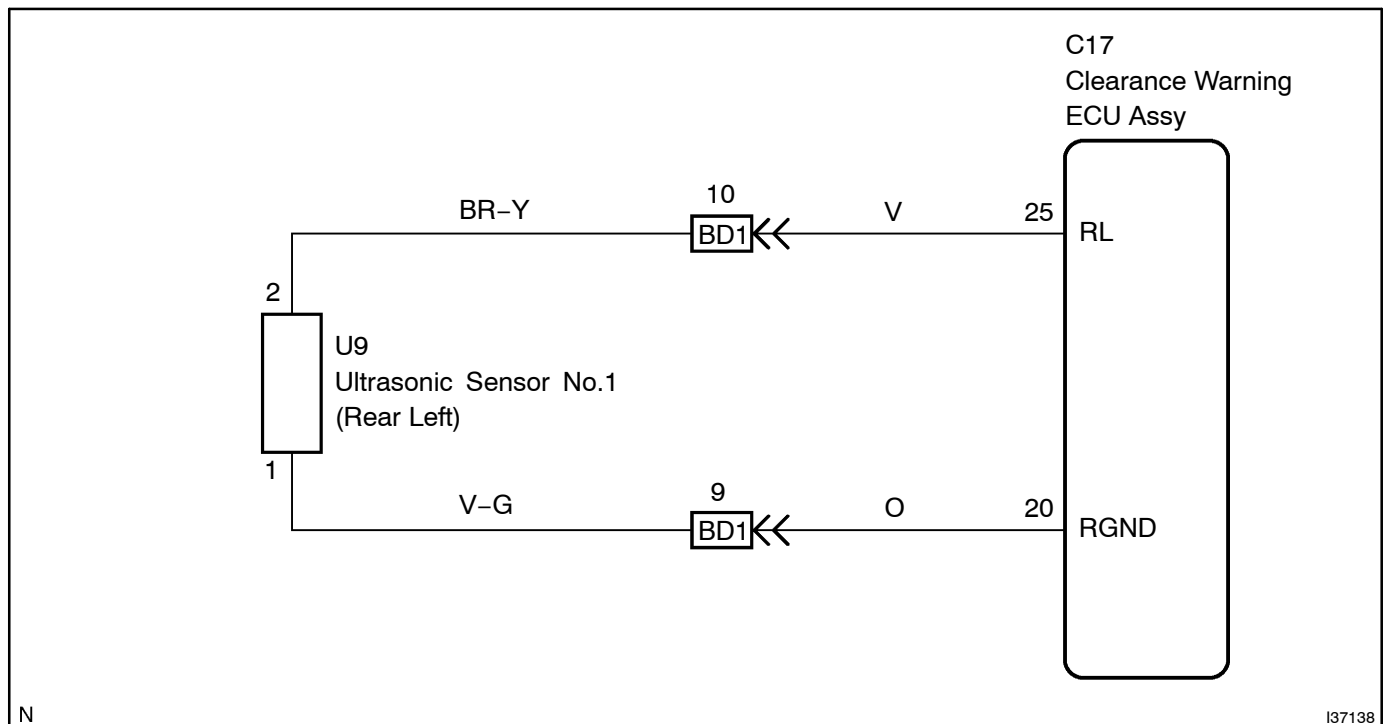 C17
Clearance Warning
ECU Assy
10
BR–Y
BD1
V
25
RL
2
U9
Ultrasonic Sensor No.1
(Rear Left)
1
V–G
9
BD1
O
20
RGND
N
I37138